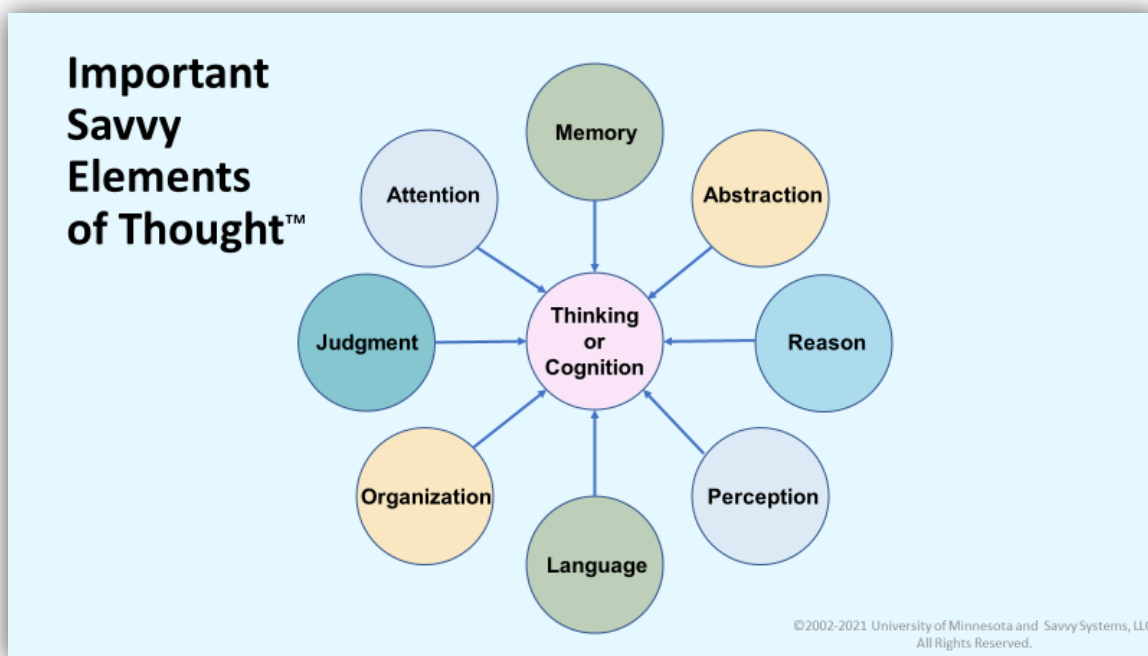 Important
Savvy
Elements
of Thought™
Memory
Attention
Abstraction
Thinking
or
Cognition
Judgment
Reason
Organization
Perception
Language
©2002-2021 University of Minnesota and Savvy Systems, LLC
All Rights Reserved.